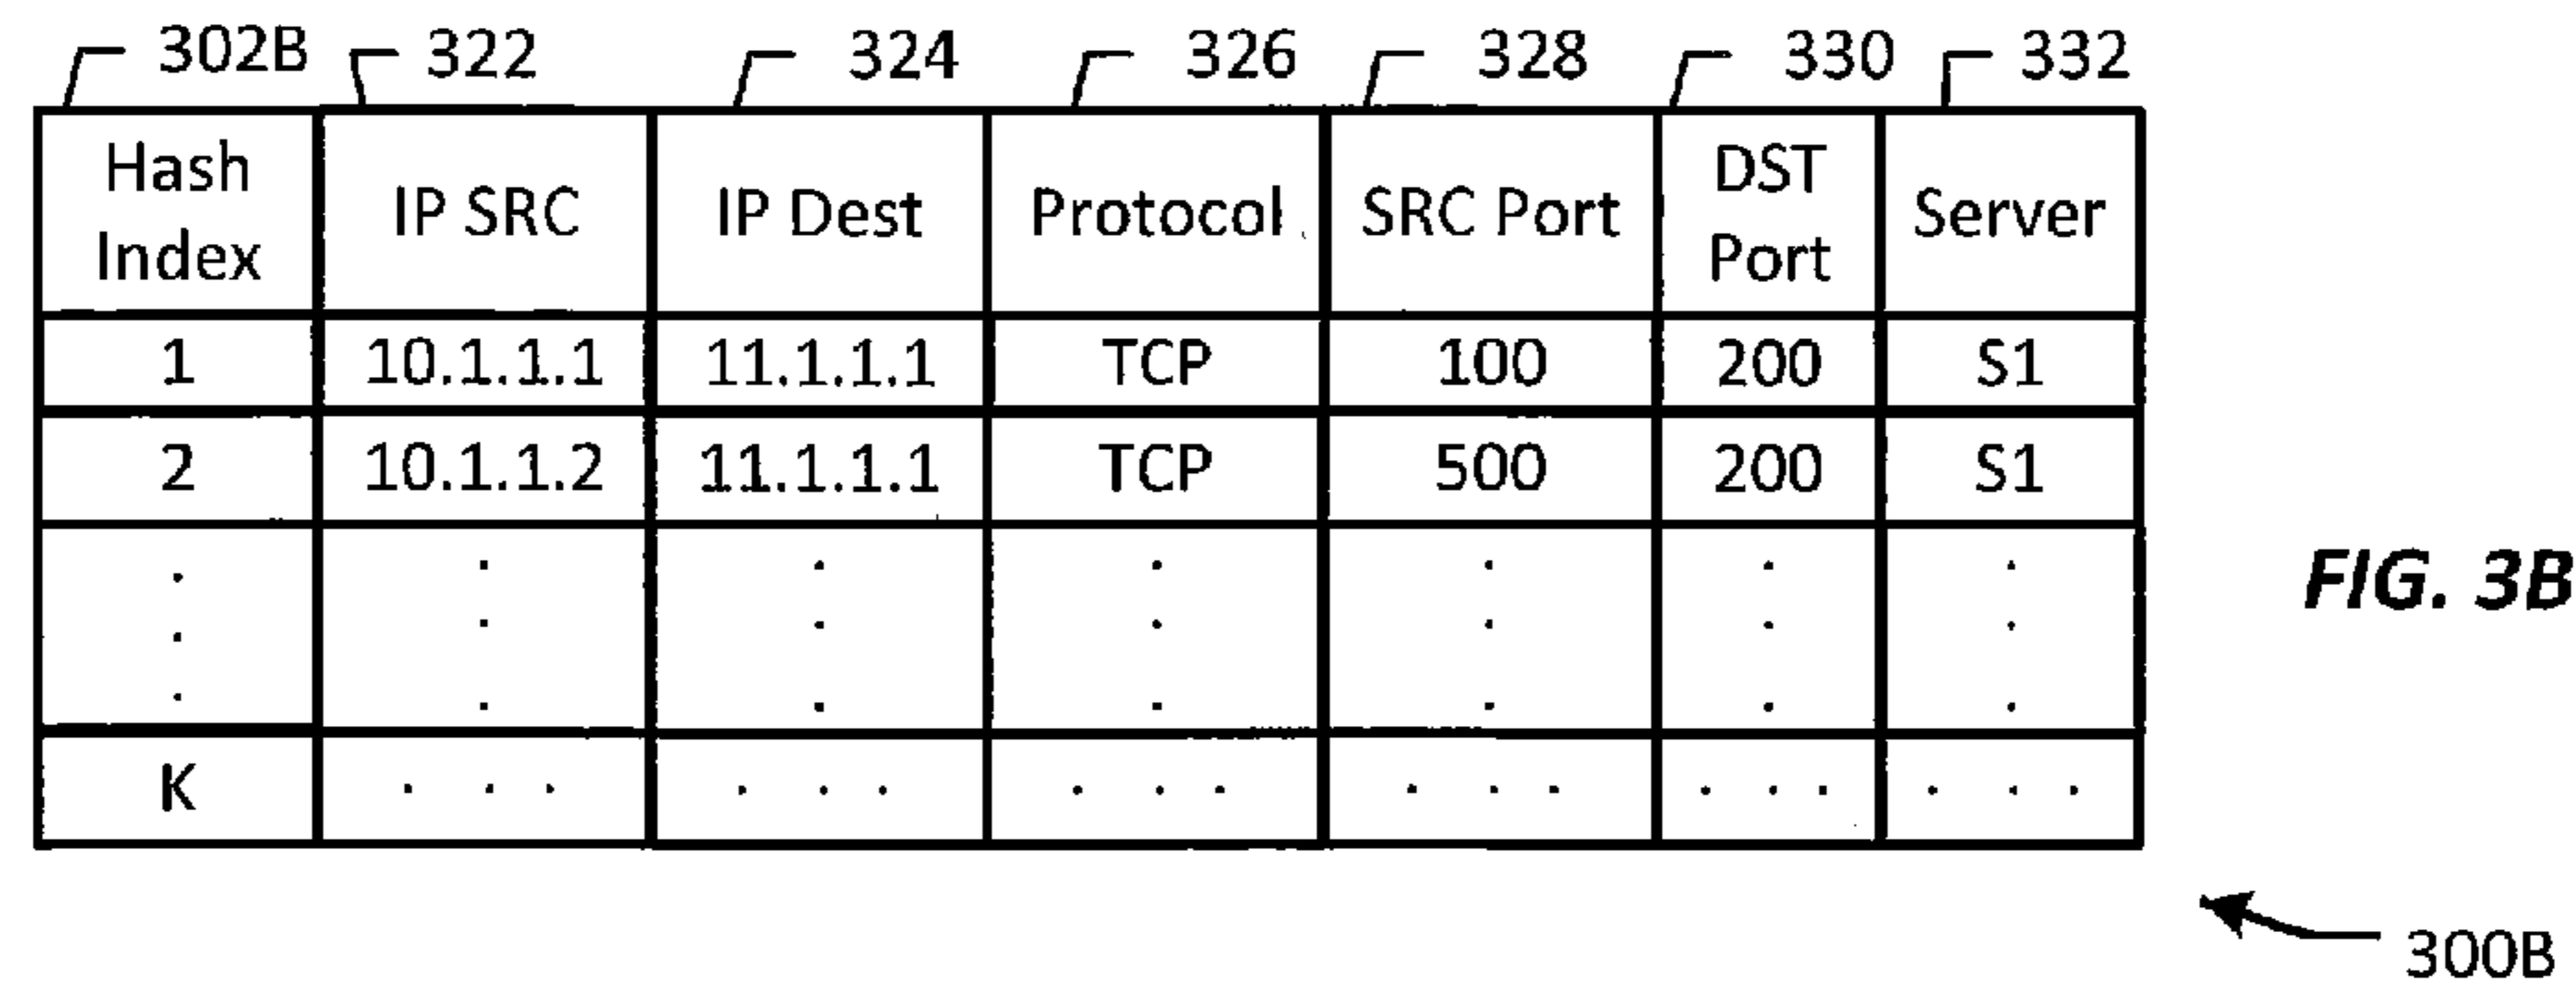 302B 322 324 326 328 330 332
Hash Index IP SRC IP Dest Protocol SRC Port DST Port Server
1 10.1.1.1 11.1.1.1 TCP 100 200 S1
2 10.1.1.2 11.1.1.1 TCP 500 200 S1
. . . . . . .
. . . . . . .
. . . . . . .
K . . . . . . . . . . . . . . . . . .
FIG. 3B
300B